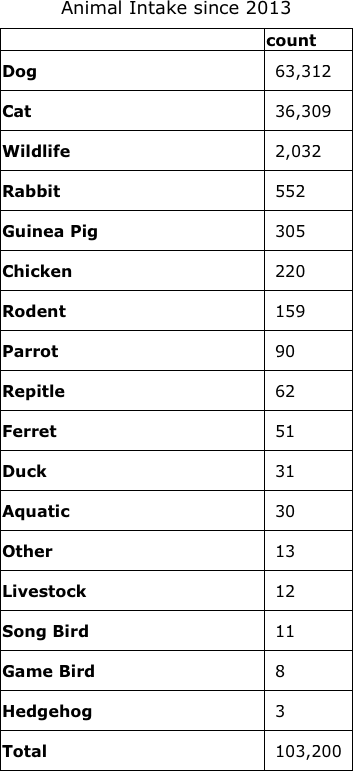 Animal Intake since 2013
count
Dog 63,312
Cat 36,309
Wildlife 2,032
Rabbit 552
Guinea Pig 305
Chicken 220
Rodent 159
Parrot 90
Repitle 62
Ferret 51
Duck 31
Aquatic 30
Other 13
Livestock 12
Song Bird 11
Game Bird 8
Hedgehog 3
Total 103,200